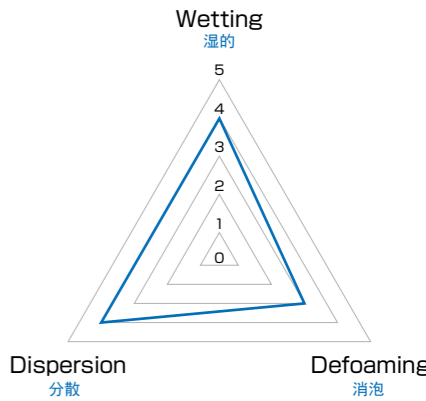 Wetting
湿的
5
4
3
2
1
0
Dispersion
分散
Defoaming
消泡